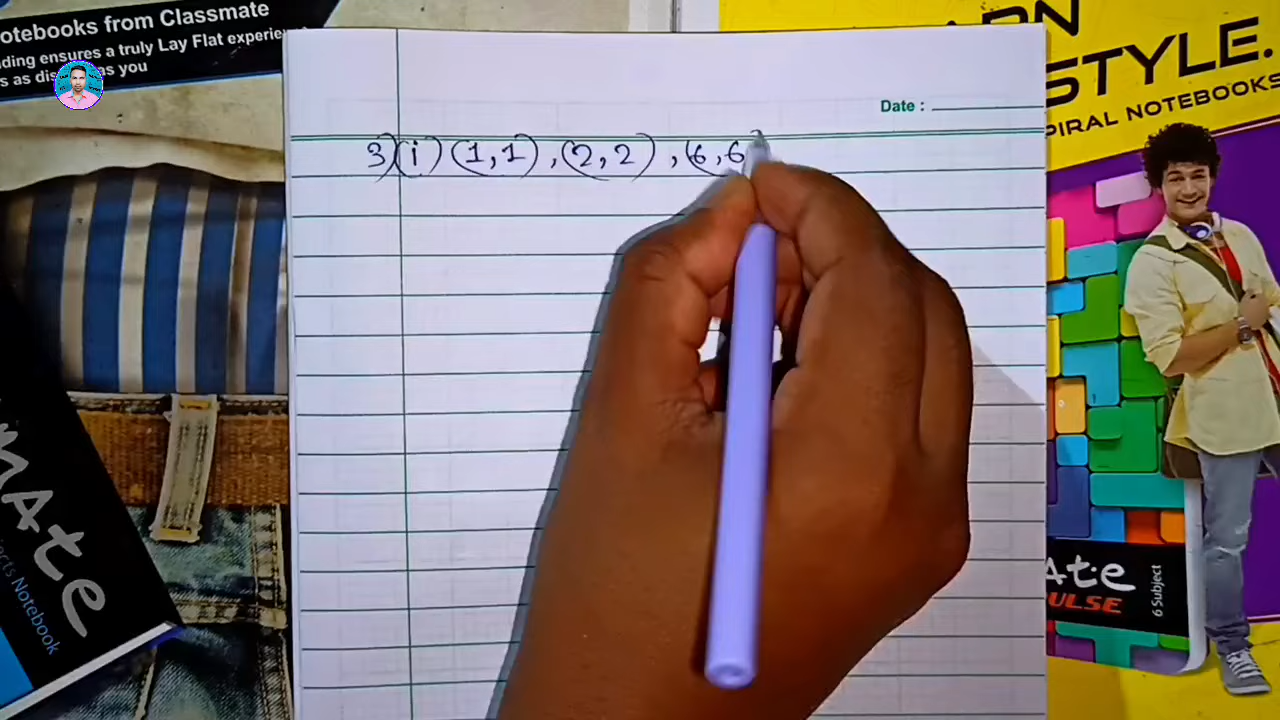 otebooks from Classmate
ding ensures a truly Lay Flat experie
s as dis as you
RN
STYLE.
PIRAL NOTEBOOKS
Date :
3) (i) (1,1) , (2,2) , (6,6
mate
jects Notebook
ate
ULSE
6 Subject